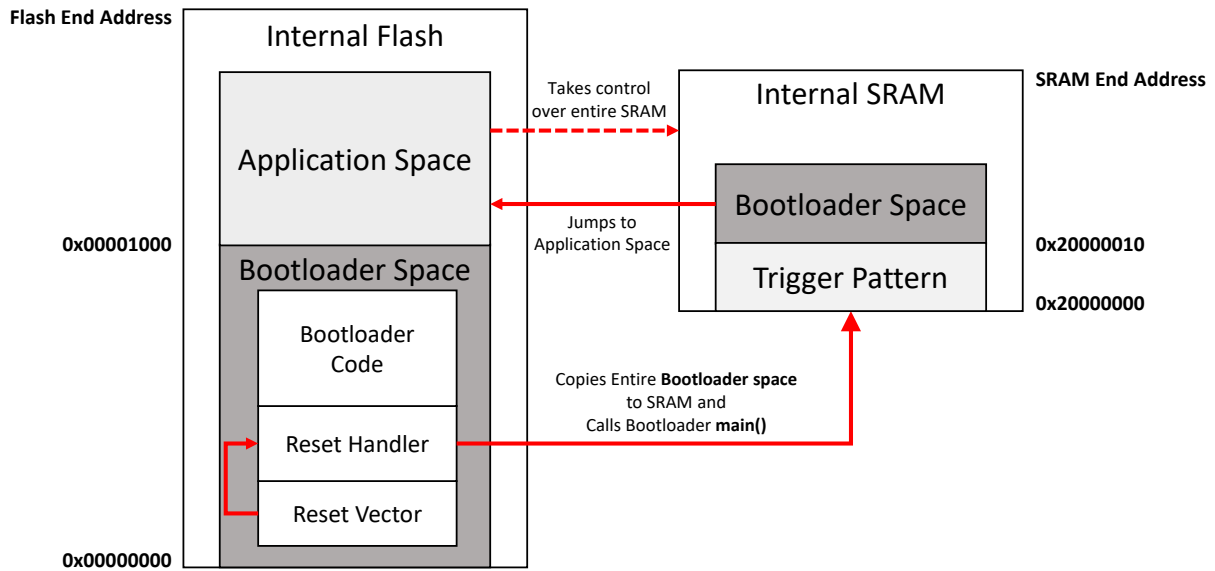 Flash End Address
Internal Flash
Application Space
0x00001000
Bootloader Space
Bootloader
Code
Reset Handler
Reset Vector
0x00000000
Takes control
over entire SRAM
Jumps to
Application Space
Copies Entire Bootloader space
to SRAM and
Calls Bootloader main()
Internal SRAM
SRAM End Address
Bootloader Space
0x20000010
Trigger Pattern
0x20000000